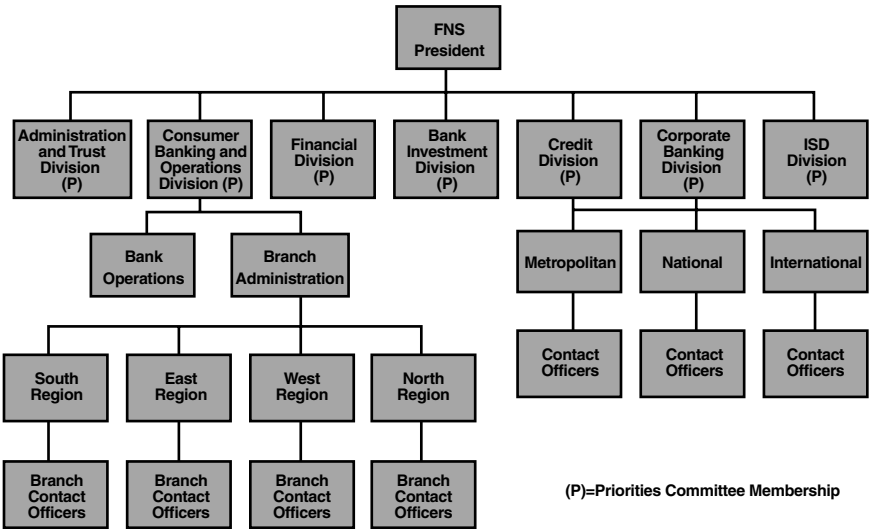 FNS
President
Administration
and Trust
Division
(P)
Consumer
Banking and
Operations
Division (P)
Financial
Division
(P)
Bank
Investment
Division (P)
Credit
Division
(P)
Corporate
Banking
Division
(P)
ISD
Division
(P)
Bank
Operations
Branch
Administration
Metropolitan
National
International
Contact
Officers
Contact
Officers
Contact
Officers
South
Region
East
Region
West
Region
North
Region
Branch
Contact
Officers
Branch
Contact
Officers
Branch
Contact
Officers
Branch
Contact
Officers
(P)=Priorities Committee Membership